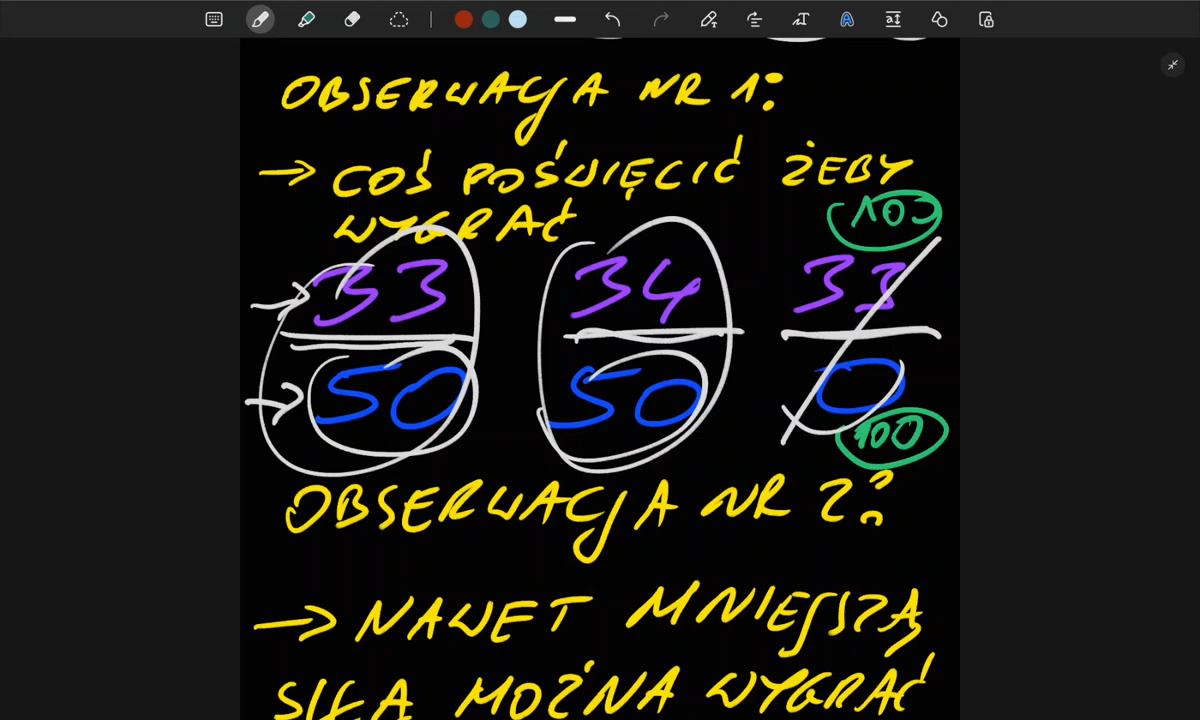 OBSERWACJA NR 1:
→ COŚ POŚWIĘCIĆ ŻEBY
WYGRAĆ
100
33 34 33
50 50 0
100
OBSERWACJA NR 2:
→ NAWET MNIEJSZĄ
SIŁĄ MOŻNA WYGRAĆ